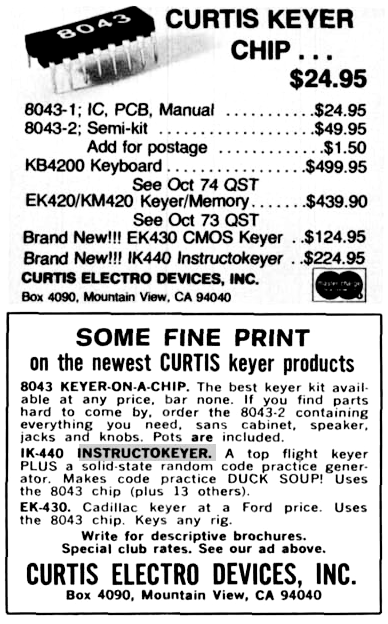 8043
CURTIS KEYER
CHIP . . .
$24.95
8043-1; IC, PCB, Manual ...........$24.95
8043-2; Semi-kit ..................$49.95
Add for postage .............$1.50
KB4200 Keyboard..................$499.95
See Oct 74 QST
EK420/KM420 Keyer/Memory.......$439.90
See Oct 73 QST
Brand New!!! EK430 CMOS Keyer ..$124.95
Brand New!!! IK440 Instructokeyer ..$224.95
CURTIS ELECTRO DEVICES, INC.
Box 4090, Mountain View, CA 94040
master charge
SOME FINE PRINT
on the newest CURTIS keyer products
8043 KEYER-ON-A-CHIP. The best keyer kit avail-
able at any price, bar none. If you find parts
hard to come by, order the 8043-2 containing
everything you need, sans cabinet, speaker,
jacks and knobs. Pots are included.
IK-440 INSTRUCTOKEYER. A top flight keyer
PLUS a solid-state random code practice gener-
ator. Makes code practice DUCK SOUP! Uses
the 8043 chip (plus 13 others).
EK-430. Cadillac keyer at a Ford price. Uses
the 8043 chip. Keys any rig.
Write for descriptive brochures.
Special club rates. See our ad above.
CURTIS ELECTRO DEVICES, INC.
Box 4090, Mountain View, CA 94040